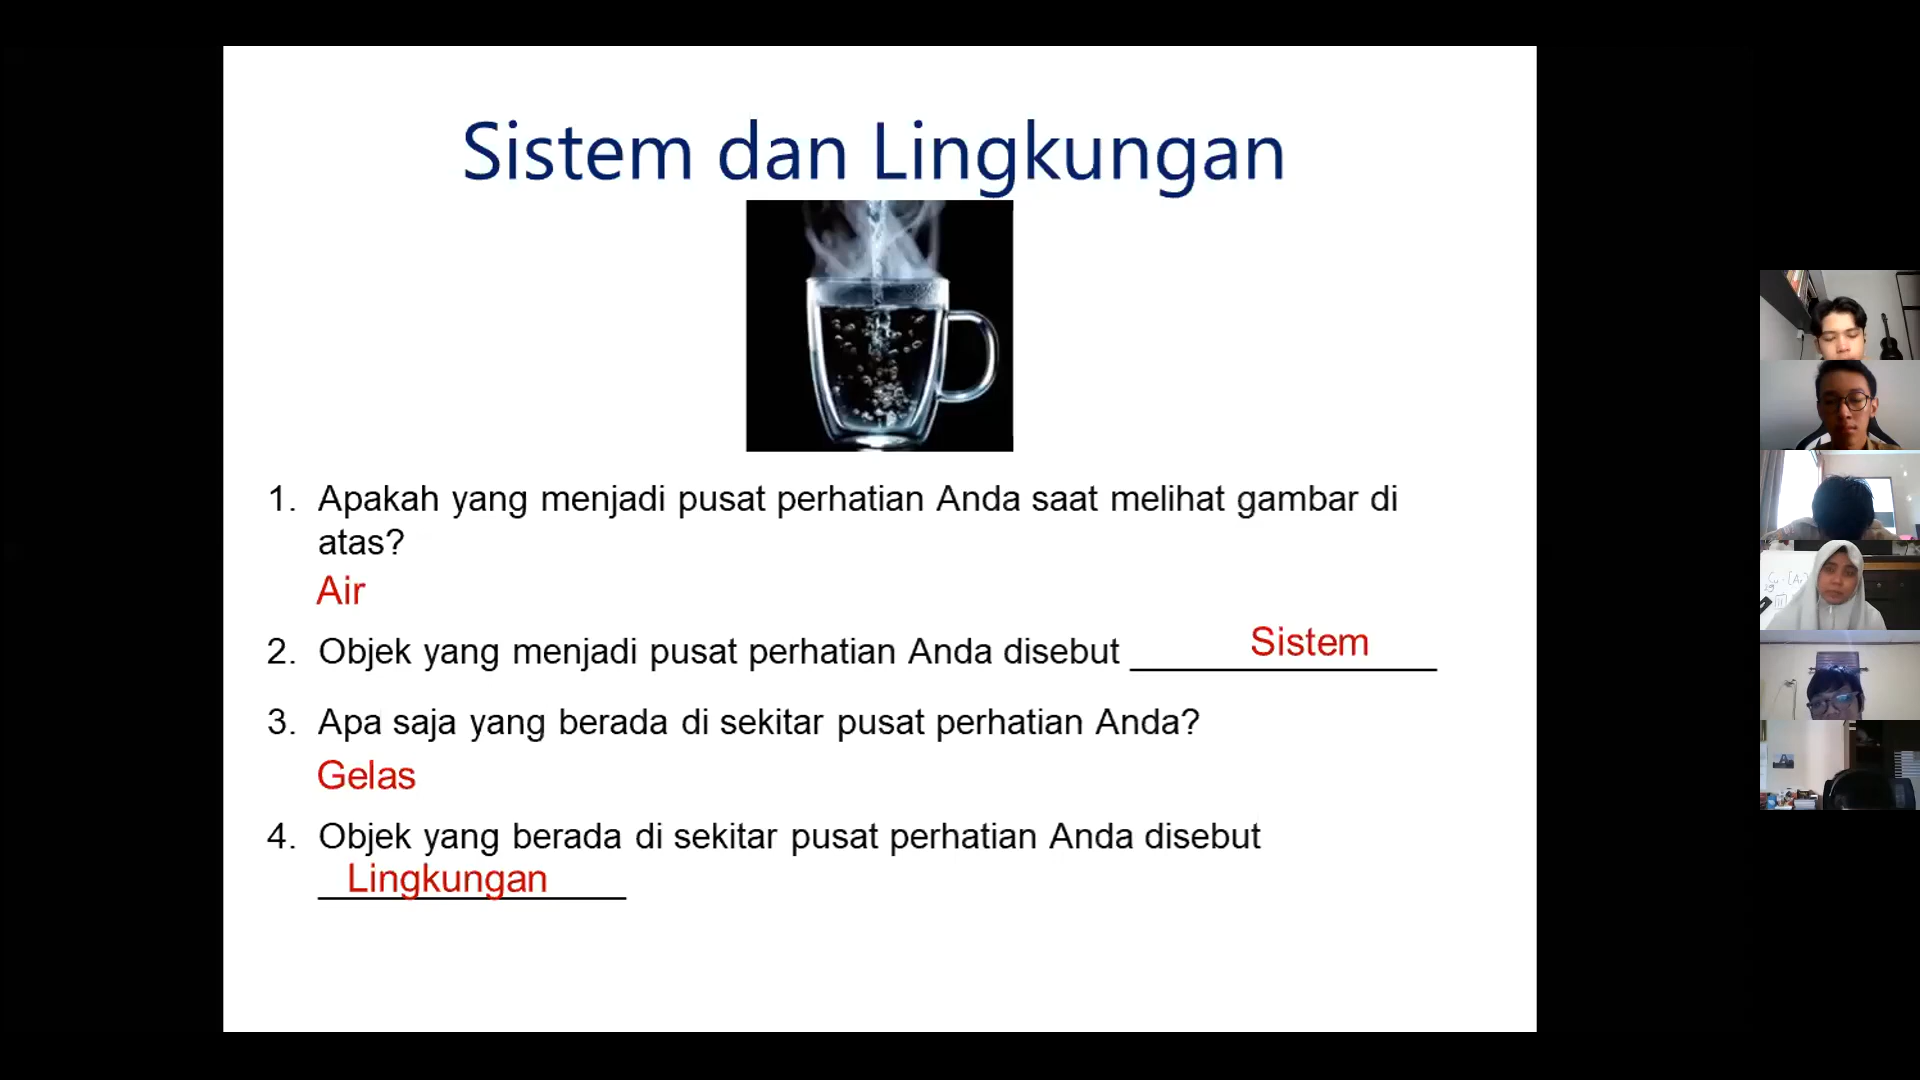 Sistem dan Lingkungan
1. Apakah yang menjadi pusat perhatian Anda saat melihat gambar di
atas?
Air
2. Objek yang menjadi pusat perhatian Anda disebut Sistem
3. Apa saja yang berada di sekitar pusat perhatian Anda?
Gelas
4. Objek yang berada di sekitar pusat perhatian Anda disebut
Lingkungan